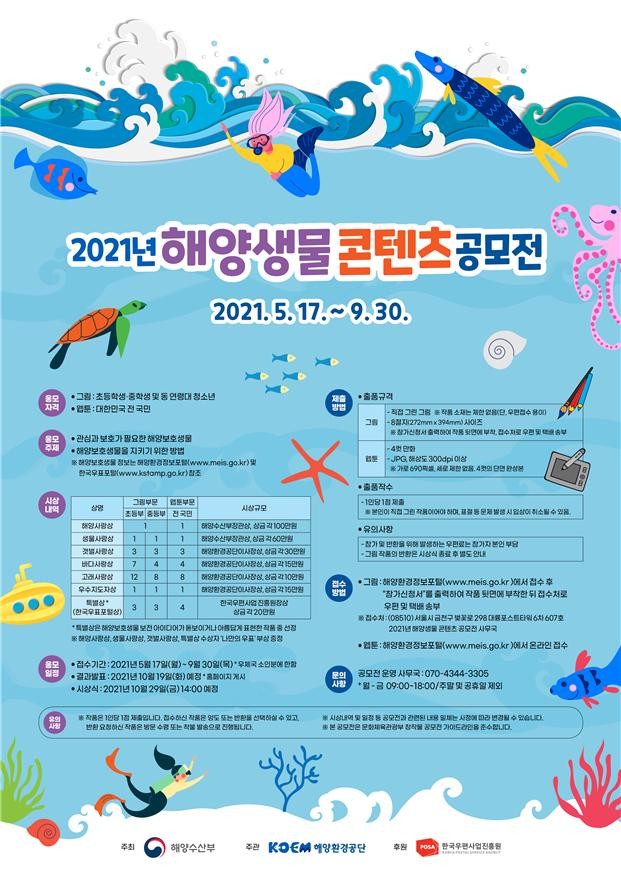 2021년 해양생물 콘텐츠 공모전
2021. 5. 17. ~ 9. 30.
응모자격
• 그림 : 초등학생·중학생 및 동 연령대 청소년
• 웹툰 : 대한민국 전 국민
응모주제
• 관심과 보호가 필요한 해양보호생물
• 해양보호생물을 지키기 위한 방법
※ 해양보호생물 정보는 해양환경정보포털(www.meis.go.kr) 및
한국우표포털(www.kstamp.go.kr) 참조
시상내역
상명 그림부문 웹툰부문 시상규모
초등부 중등부 전 국민
해양사랑상 1 1 해양수산부장관상, 상금 각 100만원
생물사랑상 1 1 1 해양수산부장관상, 상금 각 60만원
갯벌사랑상 3 3 3 해양환경공단이사장상, 상금 각 30만원
바다사랑상 7 4 4 해양환경공단이사장상, 상금 각 15만원
고래사랑상 12 8 8 해양환경공단이사장상, 상금 각 10만원
우수지도자상 1 1 1 해양환경공단이사장상, 상금 각 15만원
특별상*
(한국우표포털상) 3 3 4 한국우편사업진흥원장상
상금 각 20만원
* 특별상은 해양보호생물 보전 아이디어가 돋보이거나 아름답게 표현한 작품 중 선정
※ 해양사랑상, 생물사랑상, 갯벌사랑상, 특별상 수상자 '나만의 우표' 부상 증정
응모일정
• 접수기간 : 2021년 5월 17일(월) ~ 9월 30일(목) * 우체국 소인분에 한함
• 결과발표 : 2021년 10월 19일(화) 예정 * 홈페이지 게시
• 시상식 : 2021년 10월 29일(금) 14:00 예정
제출방법
• 출품규격
그림
- 직접 그린 그림 ※ 작품 소재는 제한 없음(단, 우편접수 용이)
- 8절지(272mm x 394mm) 사이즈
※ 참가신청서 출력하여 작품 뒷면에 부착, 접수처로 우편 및 택배 송부
웹툰
- 4컷 만화
- JPG, 해상도 300dpi 이상
※ 가로 690픽셀, 세로 제한 없음. 4컷의 단면 완성본
• 출품작수
- 1인당 1점 제출
※ 본인이 직접 그린 작품이어야 하며, 표절 등 문제 발생 시 입상이 취소될 수 있음.
• 유의사항
- 참가 및 반환을 위해 발생하는 우편료는 참가자 본인 부담
- 그림 작품의 반환은 시상식 종료 후 별도 안내
접수방법
• 그림 : 해양환경정보포털(www.meis.go.kr )에서 접수 후
"참가신청서"를 출력하여 작품 뒷면에 부착한 뒤 접수처로
우편 및 택배 송부
※ 접수처 : (08510) 서울시 금천구 벚꽃로 298 대륭포스트타워 6차 607호
2021년 해양생물 콘텐츠 공모전 사무국
• 웹툰 : 해양환경정보포털(www.meis.go.kr )에서 온라인 접수
문의사항
공모전 운영 사무국 : 070-4344-3305
* 월 - 금 09:00~18:00/주말 및 공휴일 제외
유의사항
※ 작품은 1인당 1점 제출입니다. 접수하신 작품은 양도 또는 반환을 선택하실 수 있고,
반환 요청하신 작품은 방문 수령 또는 착불 발송으로 진행됩니다.
※ 시상내역 및 일정 등 공모전과 관련된 내용 일체는 사정에 따라 변경될 수 있습니다.
※ 본 공모전은 문화체육관광부 창작물 공모전 가이드라인을 준수합니다.
주최 해양수산부 주관 KOEM 해양환경공단 후원 POSA 한국우편사업진흥원
KOREA POSTAL SERVICE AGENCY